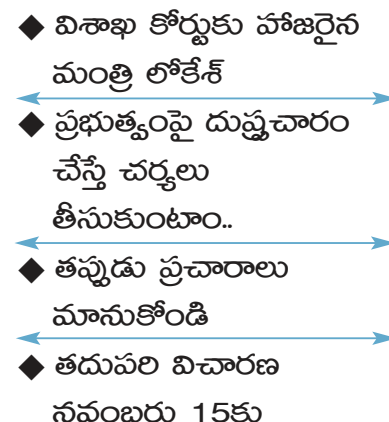 ◆ విశాఖ కోర్టుకు హాజరైన
మంత్రి లోకేశ్
◆ ప్రభుత్వంపై దుష్ప్రచారం
చేస్తే చర్యలు
తీసుకుంటాం..
◆ తప్పుడు ప్రచారాలు
మానుకోండి
◆ తదుపరి విచారణ
నవంబరు 15కు